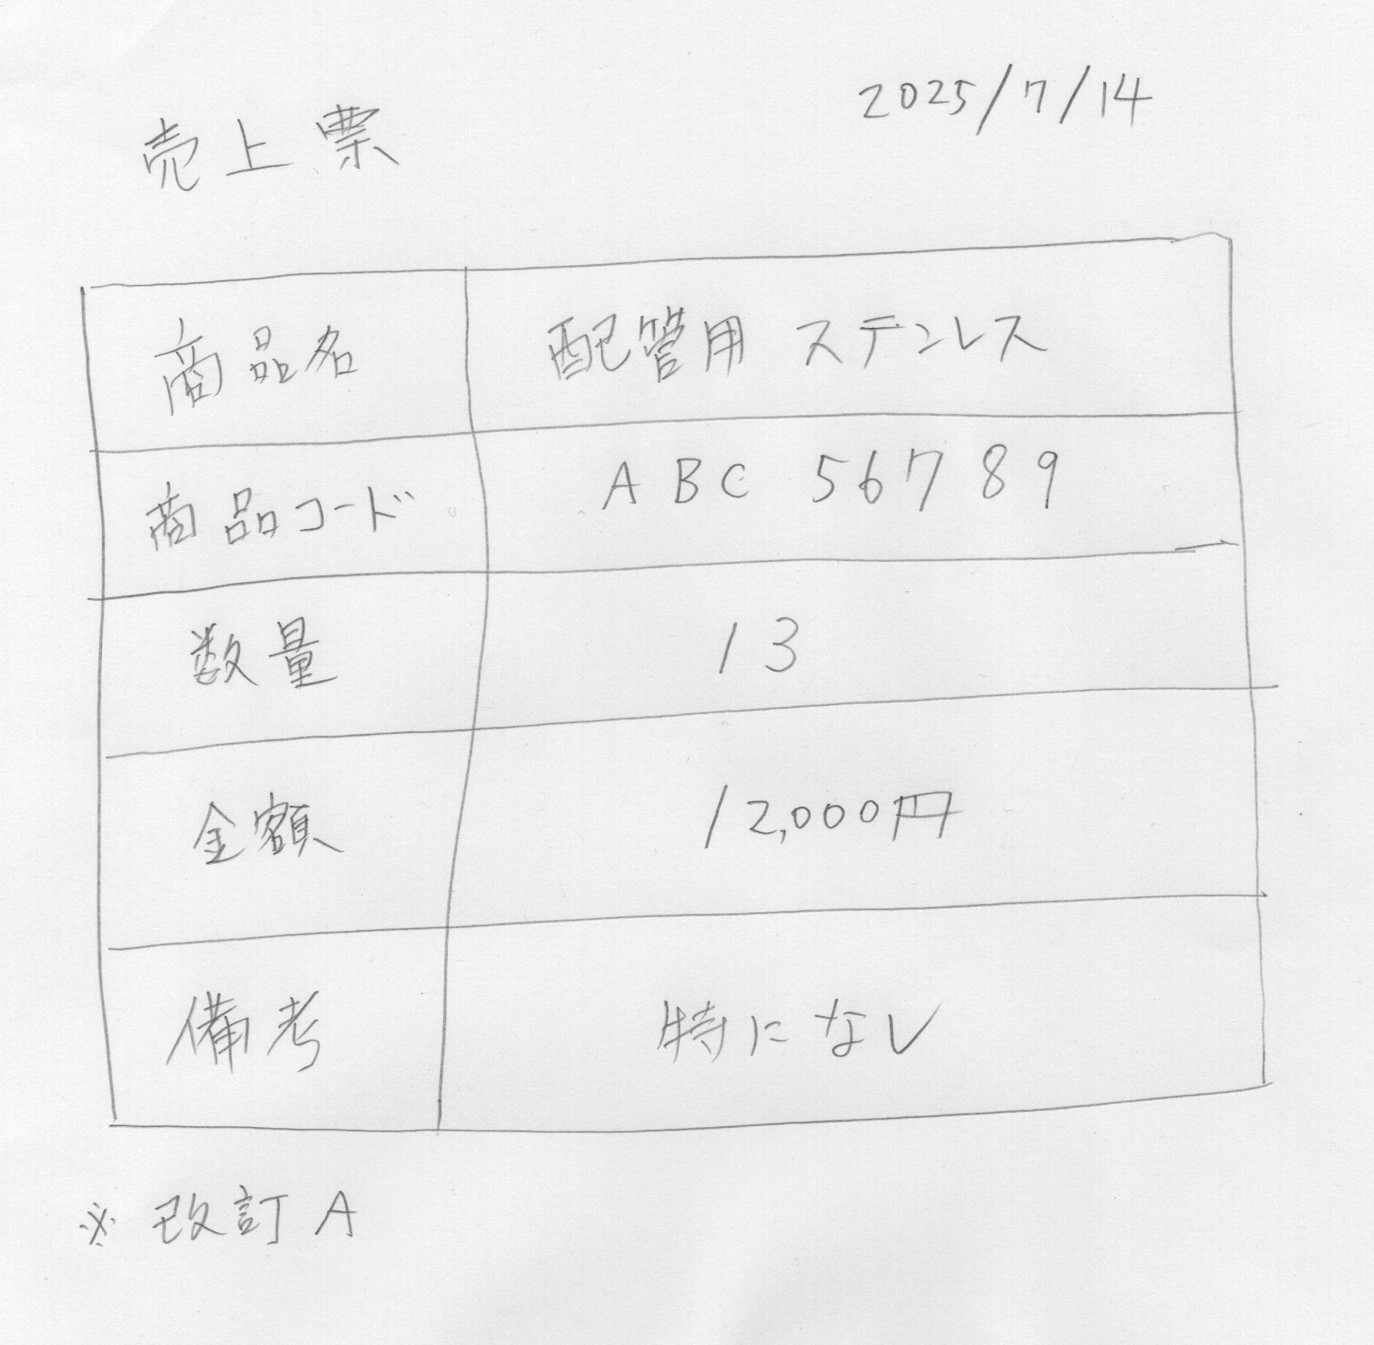 2025/7/14
売上票
商品名 配管用 ステンレス
商品コード ABC 56789
数量 13
金額 12,000円
備考 特になし
※ 改訂 A